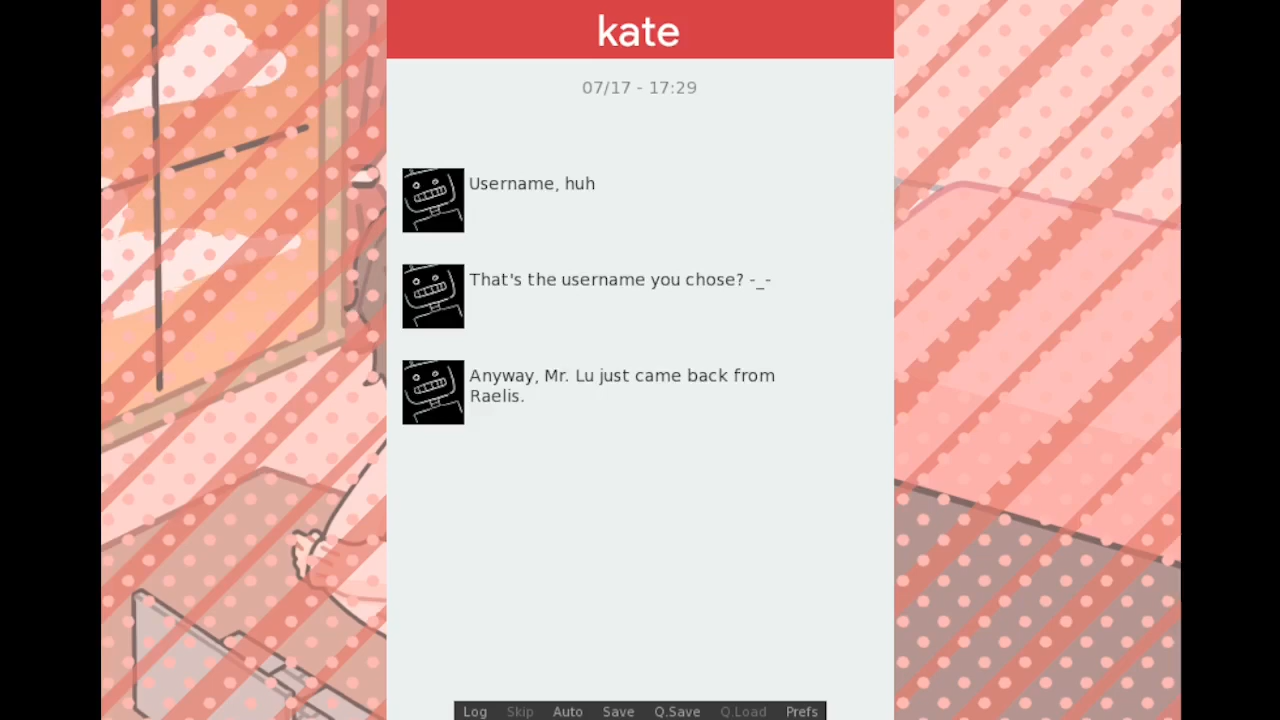 kate
07/17 - 17:29
Username, huh
That's the username you chose? -_-
Anyway, Mr. Lu just came back from
Raelis.
Log Skip Auto Save Q.Save Q.Load Prefs